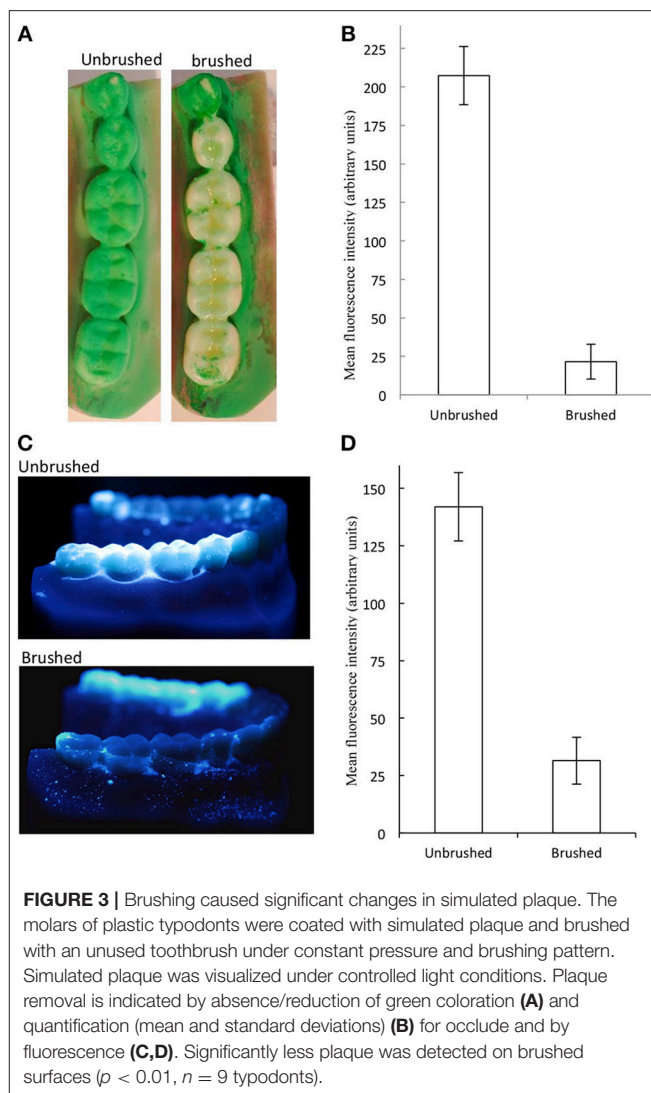 A
Unbrushed brushed
B
Mean fluorescence intensity (arbitrary units)
225
200
175
150
125
100
75
50
25
0
Unbrushed Brushed
C
Unbrushed
Brushed
D
Mean fluorescence intensity (arbitrary units)
150
125
100
75
50
25
0
Unbrushed Brushed
FIGURE 3 | Brushing caused significant changes in simulated plaque. The
molars of plastic typodonts were coated with simulated plaque and brushed
with an unused toothbrush under constant pressure and brushing pattern.
Simulated plaque was visualized under controlled light conditions. Plaque
removal is indicated by absence/reduction of green coloration (A) and
quantification (mean and standard deviations) (B) for occlude and by
fluorescence (C,D). Significantly less plaque was detected on brushed
surfaces (p < 0.01, n = 9 typodonts).